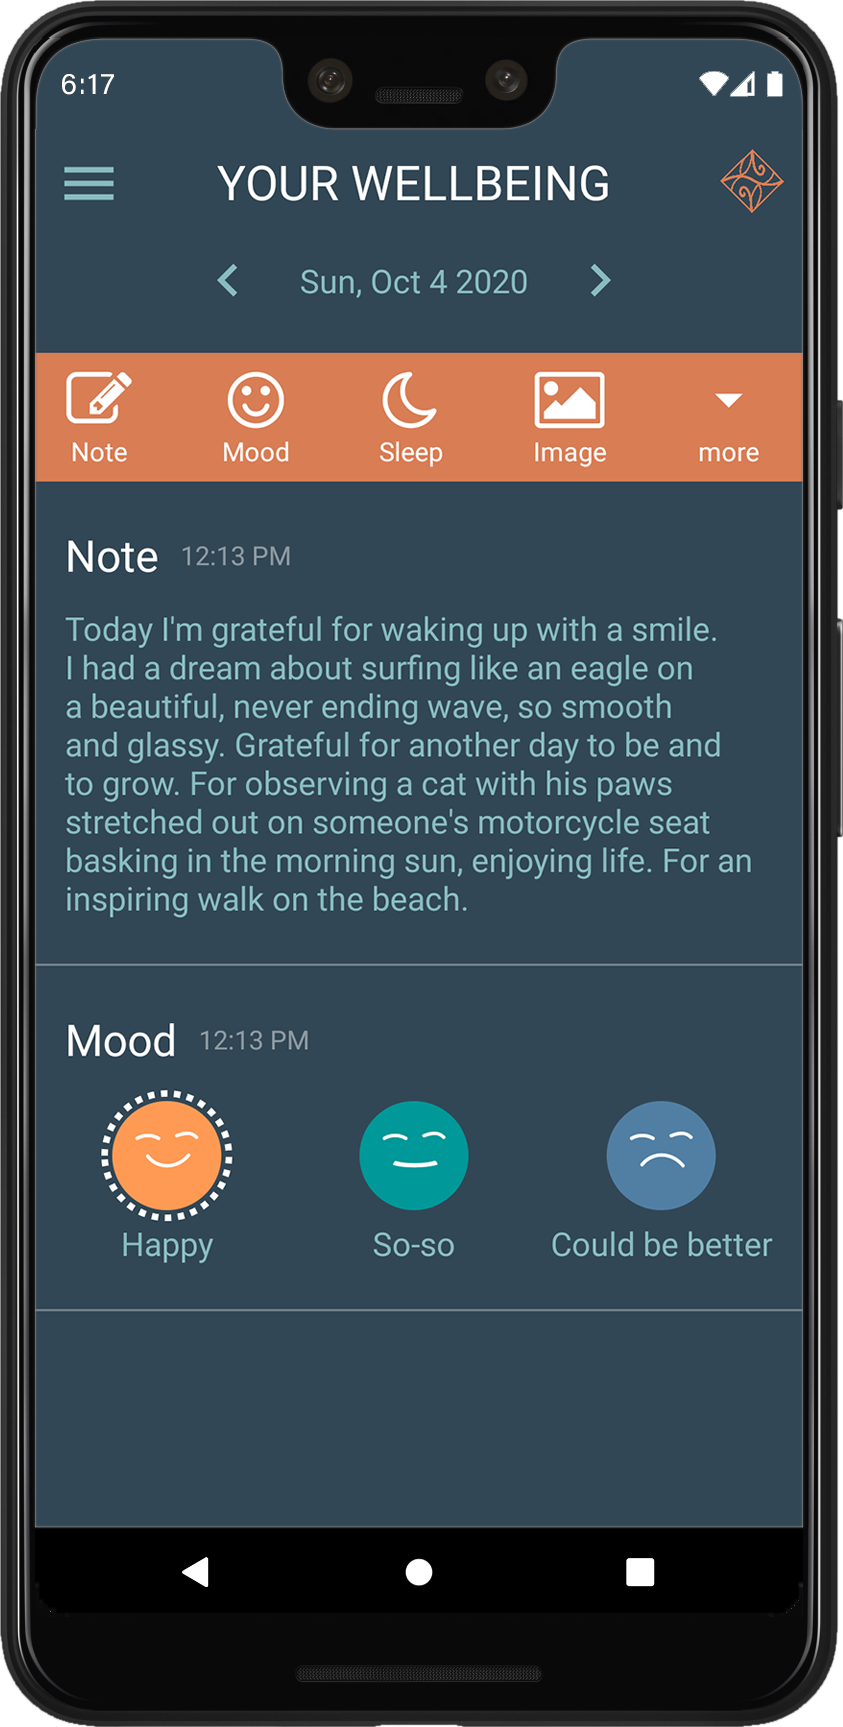 6:17
YOUR WELLBEING
Sun, Oct 4 2020
Note
Mood
Sleep
Image
more
Note 12:13 PM
Today I'm grateful for waking up with a smile.
I had a dream about surfing like an eagle on
a beautiful, never ending wave, so smooth
and glassy. Grateful for another day to be and
to grow. For observing a cat with his paws
stretched out on someone's motorcycle seat
basking in the morning sun, enjoying life. For an
inspiring walk on the beach.
Mood 12:13 PM
Happy
So-so
Could be better